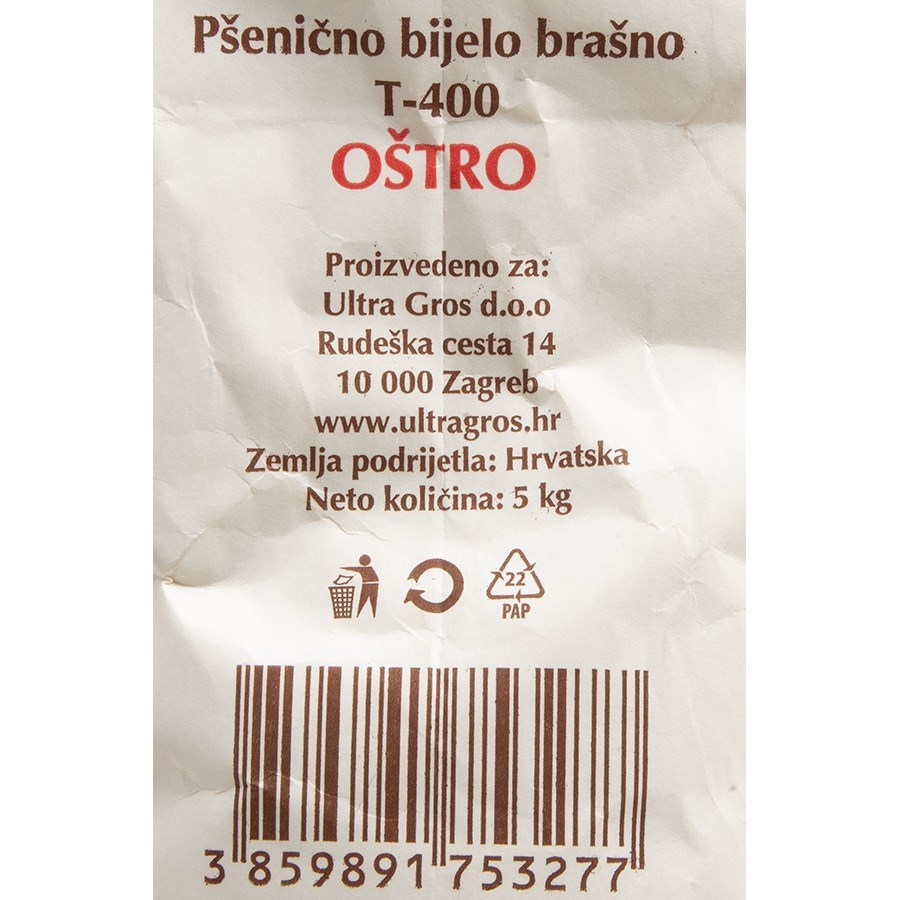 Pšenično bijelo brašno
T-400
OŠTRO
Proizvedeno za:
Ultra Gros d.o.o
Rudeška cesta 14
10 000 Zagreb
www.ultragros.hr
Zemlja podrijetla: Hrvatska
Neto količina: 5 kg
22
PAP
3 859891 753277